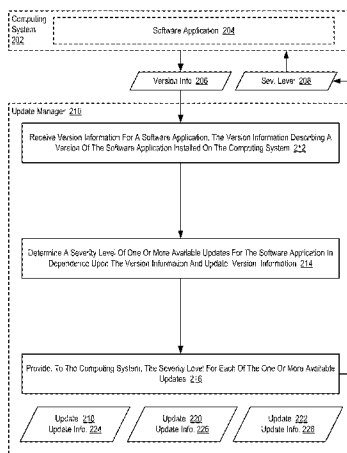 Computing
System
202
Software Application 204
Version Info 206
Sev. Level 208
Update Manager 210
Receive Version Information For A Software Application, The Version Information Describing A
Version Of The Software Application Installed On The Computing System 212
Determine A Severity Level Of One Or More Available Updates For The Software Application In
Dependence Upon The Version Information And Update Version Information 214
Provide, To The Computing System, The Severity Level For Each Of The One Or More Available
Updates 216
Update 218
Update Info. 224
Update 220
Update Info. 226
Update 222
Update Info. 228